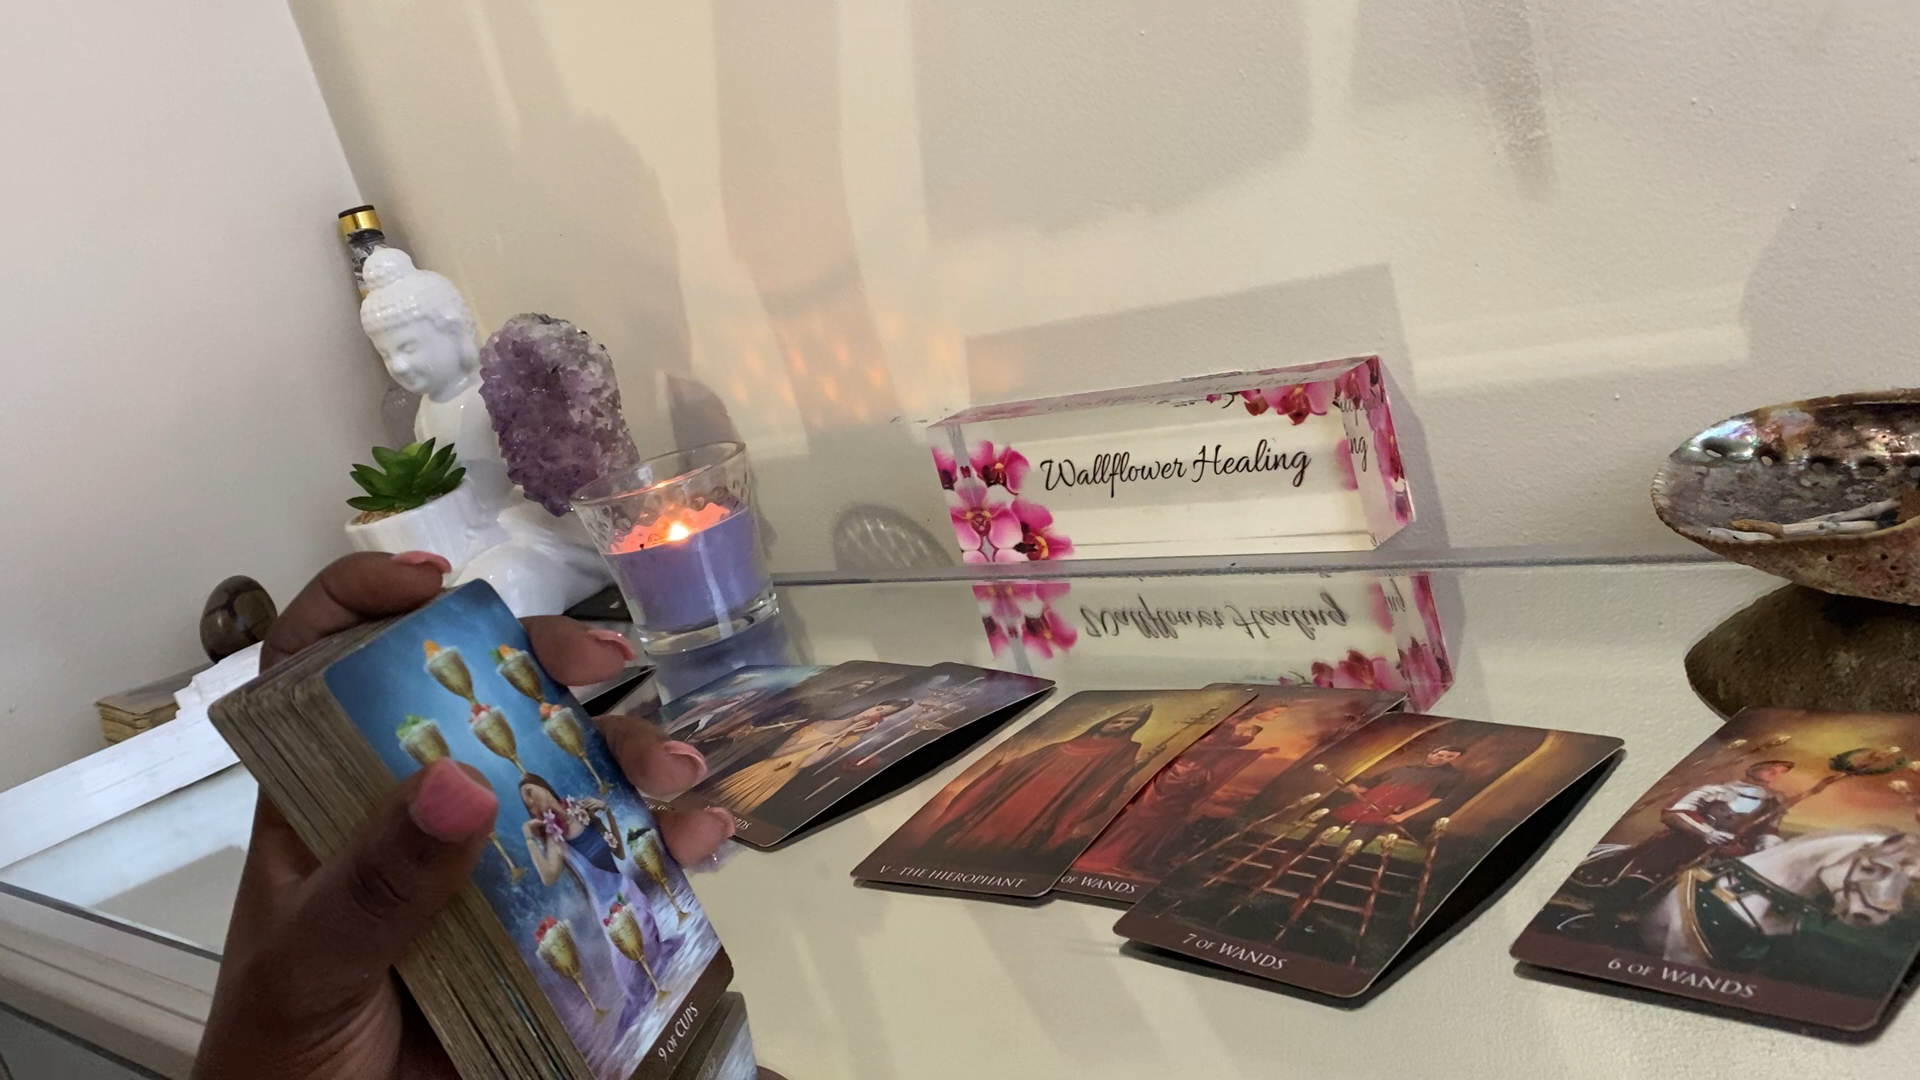 Wallflower Healing
V - THE HIEROPHANT
OF WANDS
7 OF WANDS
6 OF WANDS
9 OF CUPS